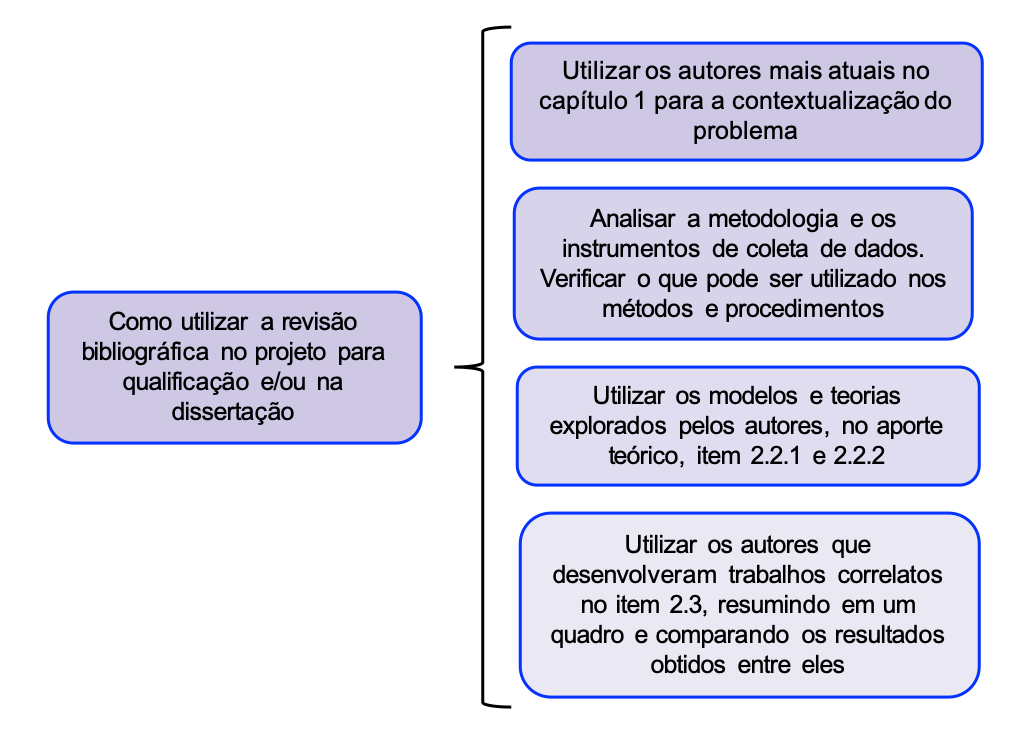 Como utilizar a revisão
bibliográfica no projeto para
qualificação e/ou na
dissertação
Utilizar os autores mais atuais no
capítulo 1 para a contextualização do
problema
Analisar a metodologia e os
instrumentos de coleta de dados.
Verificar o que pode ser utilizado nos
métodos e procedimentos
Utilizar os modelos e teorias
explorados pelos autores, no aporte
teórico, item 2.2.1 e 2.2.2
Utilizar os autores que
desenvolveram trabalhos correlatos
no item 2.3, resumindo em um
quadro e comparando os resultados
obtidos entre eles